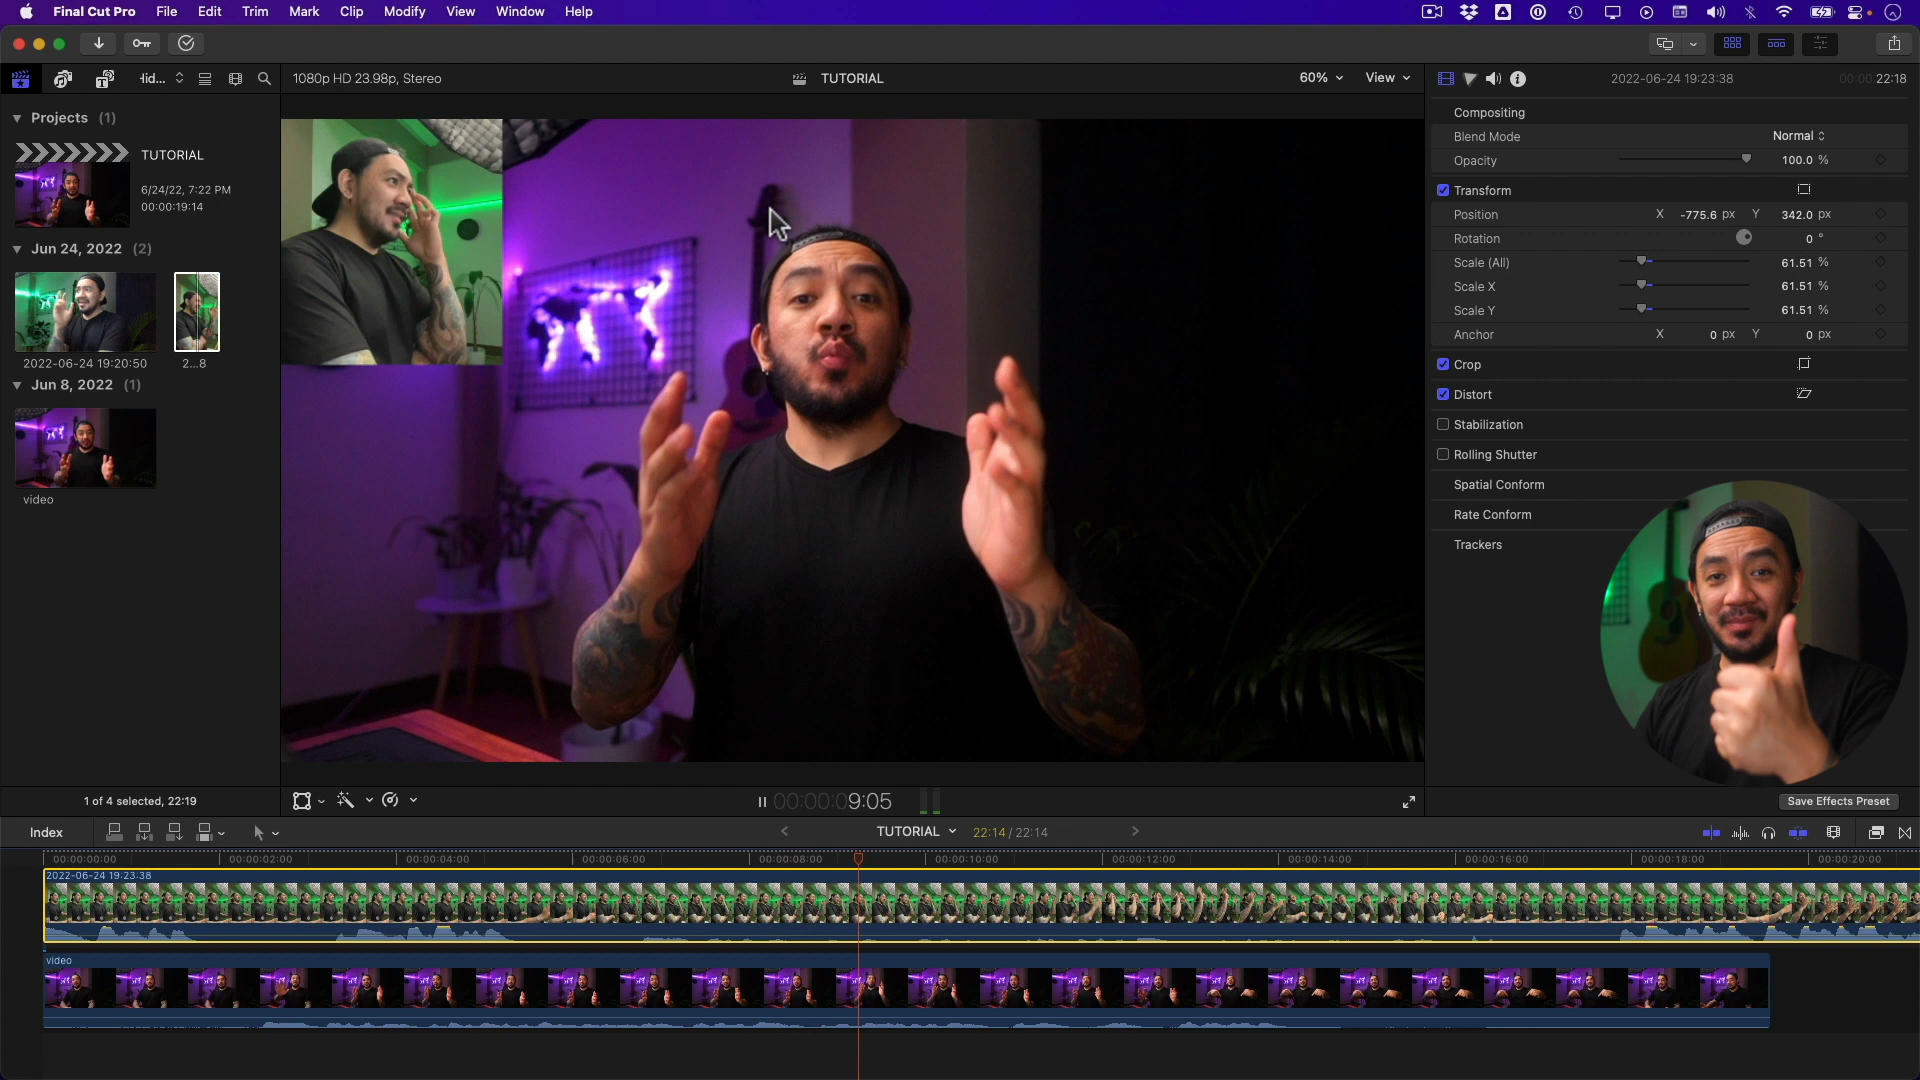 Final Cut Pro File Edit Trim Mark Clip Modify View Window Help
Hid... 1080p HD 23.98p, Stereo TUTORIAL 60% View 2022-06-24 19:23:38 00:00:22:18
Projects (1)
TUTORIAL
6/24/22, 7:22 PM
00:00:19:14
Jun 24, 2022 (2)
2022-06-24 19:20:50 2...8
Jun 8, 2022 (1)
video
1 of 4 selected, 22:19
Compositing
Blend Mode Normal
Opacity 100.0 %
Transform
Position X -775.6 px Y 342.0 px
Rotation 0 °
Scale (All) 61.51 %
Scale X 61.51 %
Scale Y 61.51 %
Anchor X 0 px Y 0 px
Crop
Distort
Stabilization
Rolling Shutter
Spatial Conform
Rate Conform
Trackers
00:00:09:05
Save Effects Preset
Index TUTORIAL 22:14 / 22:14
00:00:00:00 00:00:02:00 00:00:04:00 00:00:06:00 00:00:08:00 00:00:10:00 00:00:12:00 00:00:14:00 00:00:16:00 00:00:18:00 00:00:20:00
2022-06-24 19:23:38
video